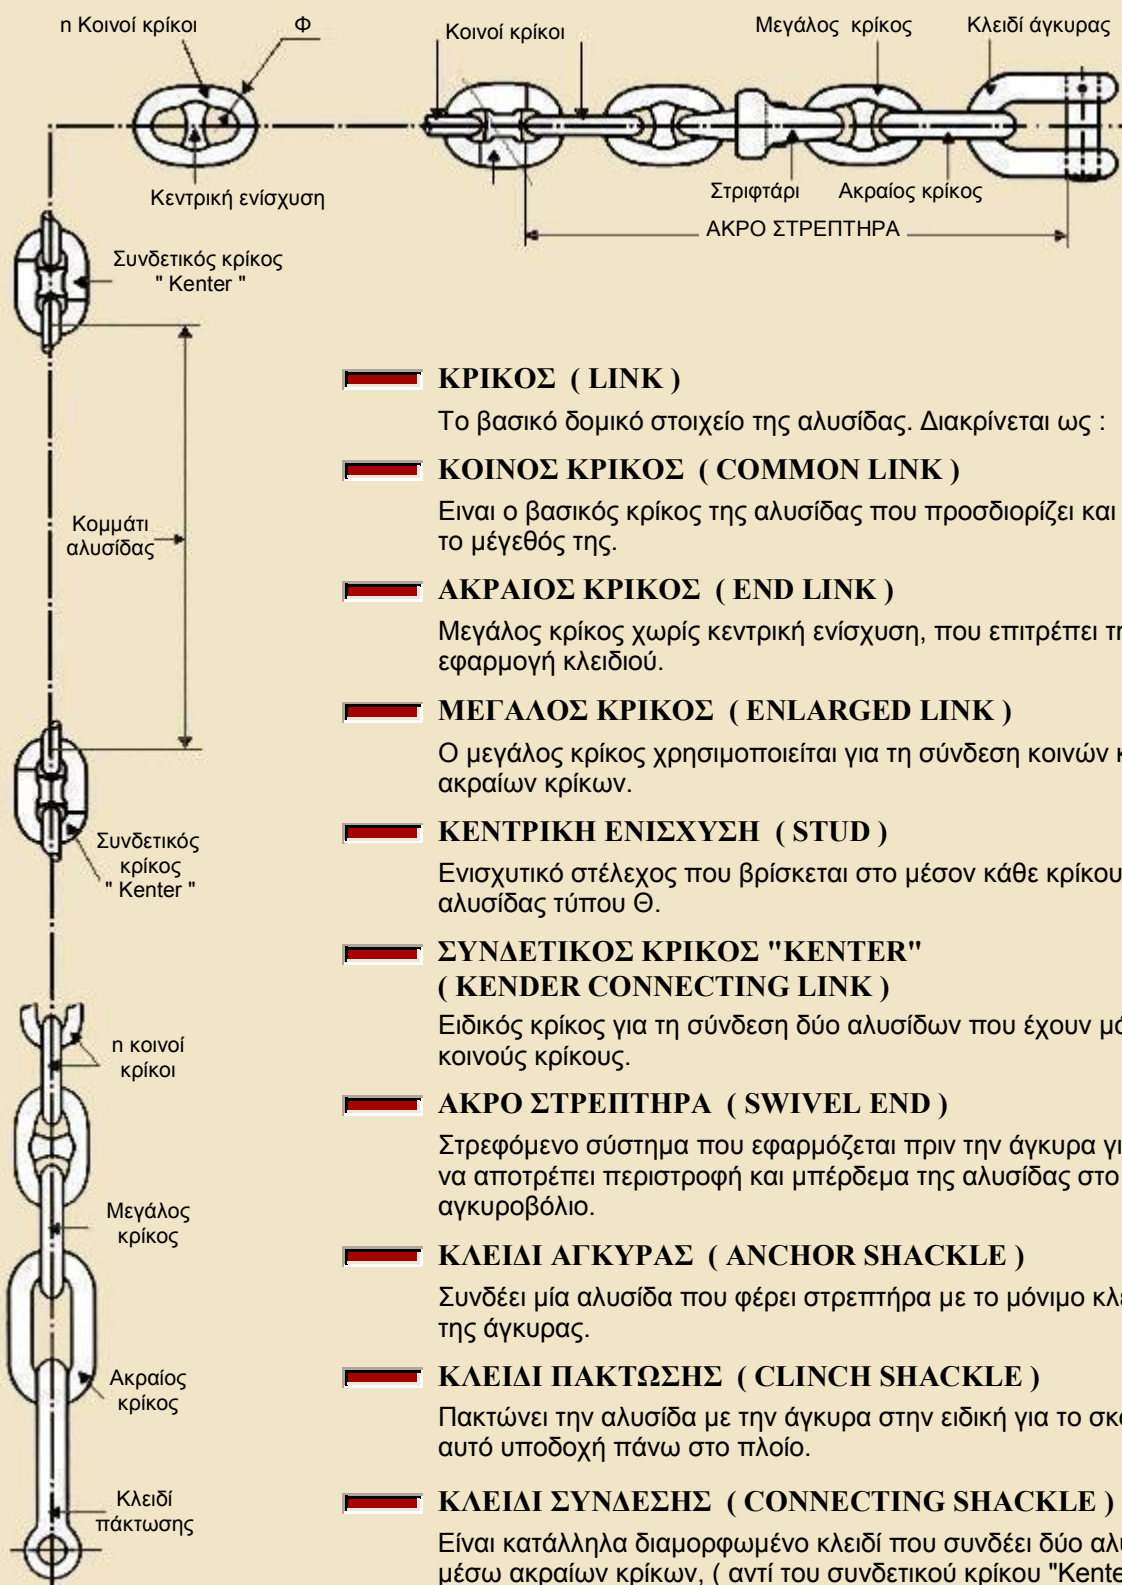 n Κοινοί κρίκοι
Φ
Κοινοί κρίκοι
Μεγάλος κρίκος
Κλειδί άγκυρας
Κεντρική ενίσχυση
Στριφτάρι
Ακραίος κρίκος
ΑΚΡΟ ΣΤΡΕΠΤΗΡΑ
Συνδετικός κρίκος
" Kenter "
Κομμάτι
αλυσίδας
Συνδετικός
κρίκος
" Kenter "
n κοινοί
κρίκοι
Μεγάλος
κρίκος
Ακραίος
κρίκος
Κλειδί
πάκτωσης
ΚΡΙΚΟΣ ( LINK )
Το βασικό δομικό στοιχείο της αλυσίδας. Διακρίνεται ως :
ΚΟΙΝΟΣ ΚΡΙΚΟΣ ( COMMON LINK )
Ειναι ο βασικός κρίκος της αλυσίδας που προσδιορίζει και
το μέγεθός της.
ΑΚΡΑΙΟΣ ΚΡΙΚΟΣ ( END LINK )
Μεγάλος κρίκος χωρίς κεντρική ενίσχυση, που επιτρέπει
εφαρμογή κλειδιού.
ΜΕΓΑΛΟΣ ΚΡΙΚΟΣ ( ENLARGED LINK )
Ο μεγάλος κρίκος χρησιμοποιείται για τη σύνδεση κοινών
ακραίων κρίκων.
ΚΕΝΤΡΙΚΗ ΕΝΙΣΧΥΣΗ ( STUD )
Ενισχυτικό στέλεχος που βρίσκεται στο μέσον κάθε κρίκου
αλυσίδας τύπου Θ.
ΣΥΝΔΕΤΙΚΟΣ ΚΡΙΚΟΣ "KENTER"
( KENDER CONNECTING LINK )
Ειδικός κρίκος για τη σύνδεση δύο αλυσίδων που έχουν
κοινούς κρίκους.
ΑΚΡΟ ΣΤΡΕΠΤΗΡΑ ( SWIVEL END )
Στρεφόμενο σύστημα που εφαρμόζεται πριν την άγκυρα
να αποτρέπει περιστροφή και μπέρδεμα της αλυσίδας στο
αγκυροβόλιο.
ΚΛΕΙΔΙ ΑΓΚΥΡΑΣ ( ANCHOR SHACKLE )
Συνδέει μία αλυσίδα που φέρει στρεπτήρα με το μόνιμο
της άγκυρας.
ΚΛΕΙΔΙ ΠΑΚΤΩΣΗΣ ( CLINCH SHACKLE )
Πακτώνει την αλυσίδα με την άγκυρα στην ειδική για το
αυτό υποδοχή πάνω στο πλοίο.
ΚΛΕΙΔΙ ΣΥΝΔΕΣΗΣ ( CONNECTING SHACKLE )
Είναι κατάλληλα διαμορφωμένο κλειδί που συνδέει δύο
μέσω ακραίων κρίκων, ( αντί του συνδετικού κρίκου